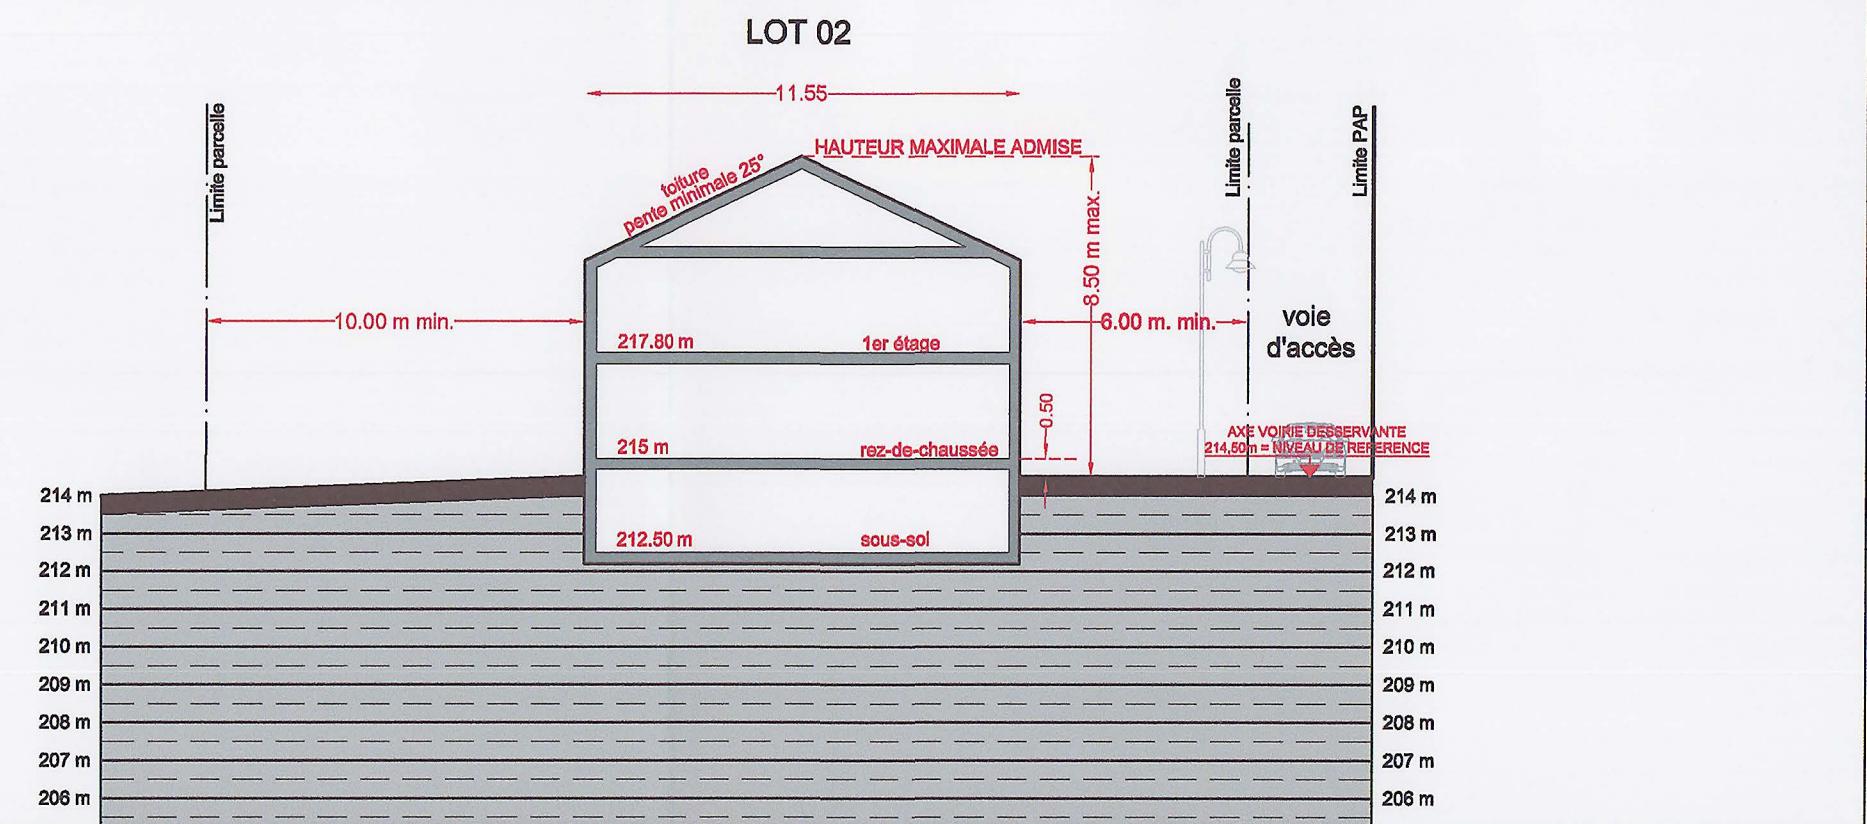 LOT 02
11.55
Limite parcelle
Limite parcelle
Limite PAP
HAUTEUR MAXIMALE ADMISE
toiture
pente minimale 25°
8.50 m max.
10.00 m min.
6.00 m. min.
voie
d'accès
217.80 m
1er étage
0.50
AXE VOIRIE DESSERVANTE
214,50m = NIVEAU DE REFERENCE
215 m
rez-de-chaussée
212.50 m
sous-sol
214 m
213 m
212 m
211 m
210 m
209 m
208 m
207 m
206 m
214 m
213 m
212 m
211 m
210 m
209 m
208 m
207 m
206 m